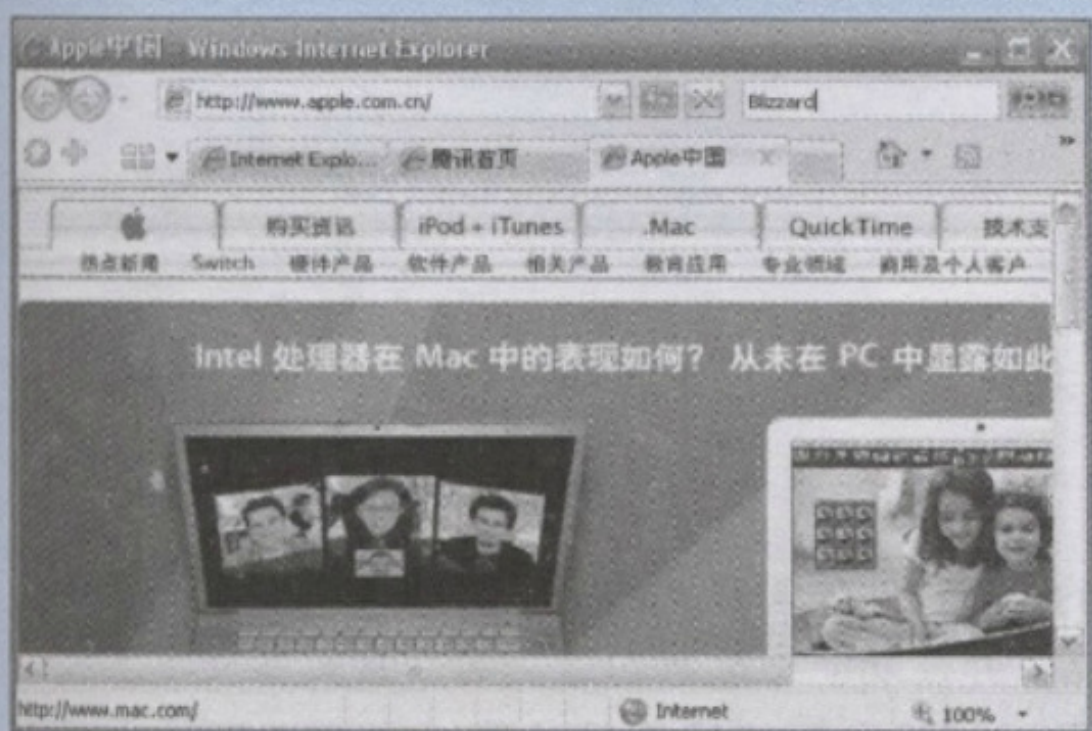 Apple中国 - Windows Internet Explorer
http://www.apple.com.cn/ Blizzard
Internet Explo... 腾讯首页 Apple中国
购买资讯 iPod + iTunes .Mac QuickTime 技术支
热点新闻 Switch 硬件产品 软件产品 相关产品 教育应用 专业领域 商用及个人客户
Intel 处理器在 Mac 中的表现如何？ 从未在 PC 中显露如此
http://www.mac.com/ Internet 100%